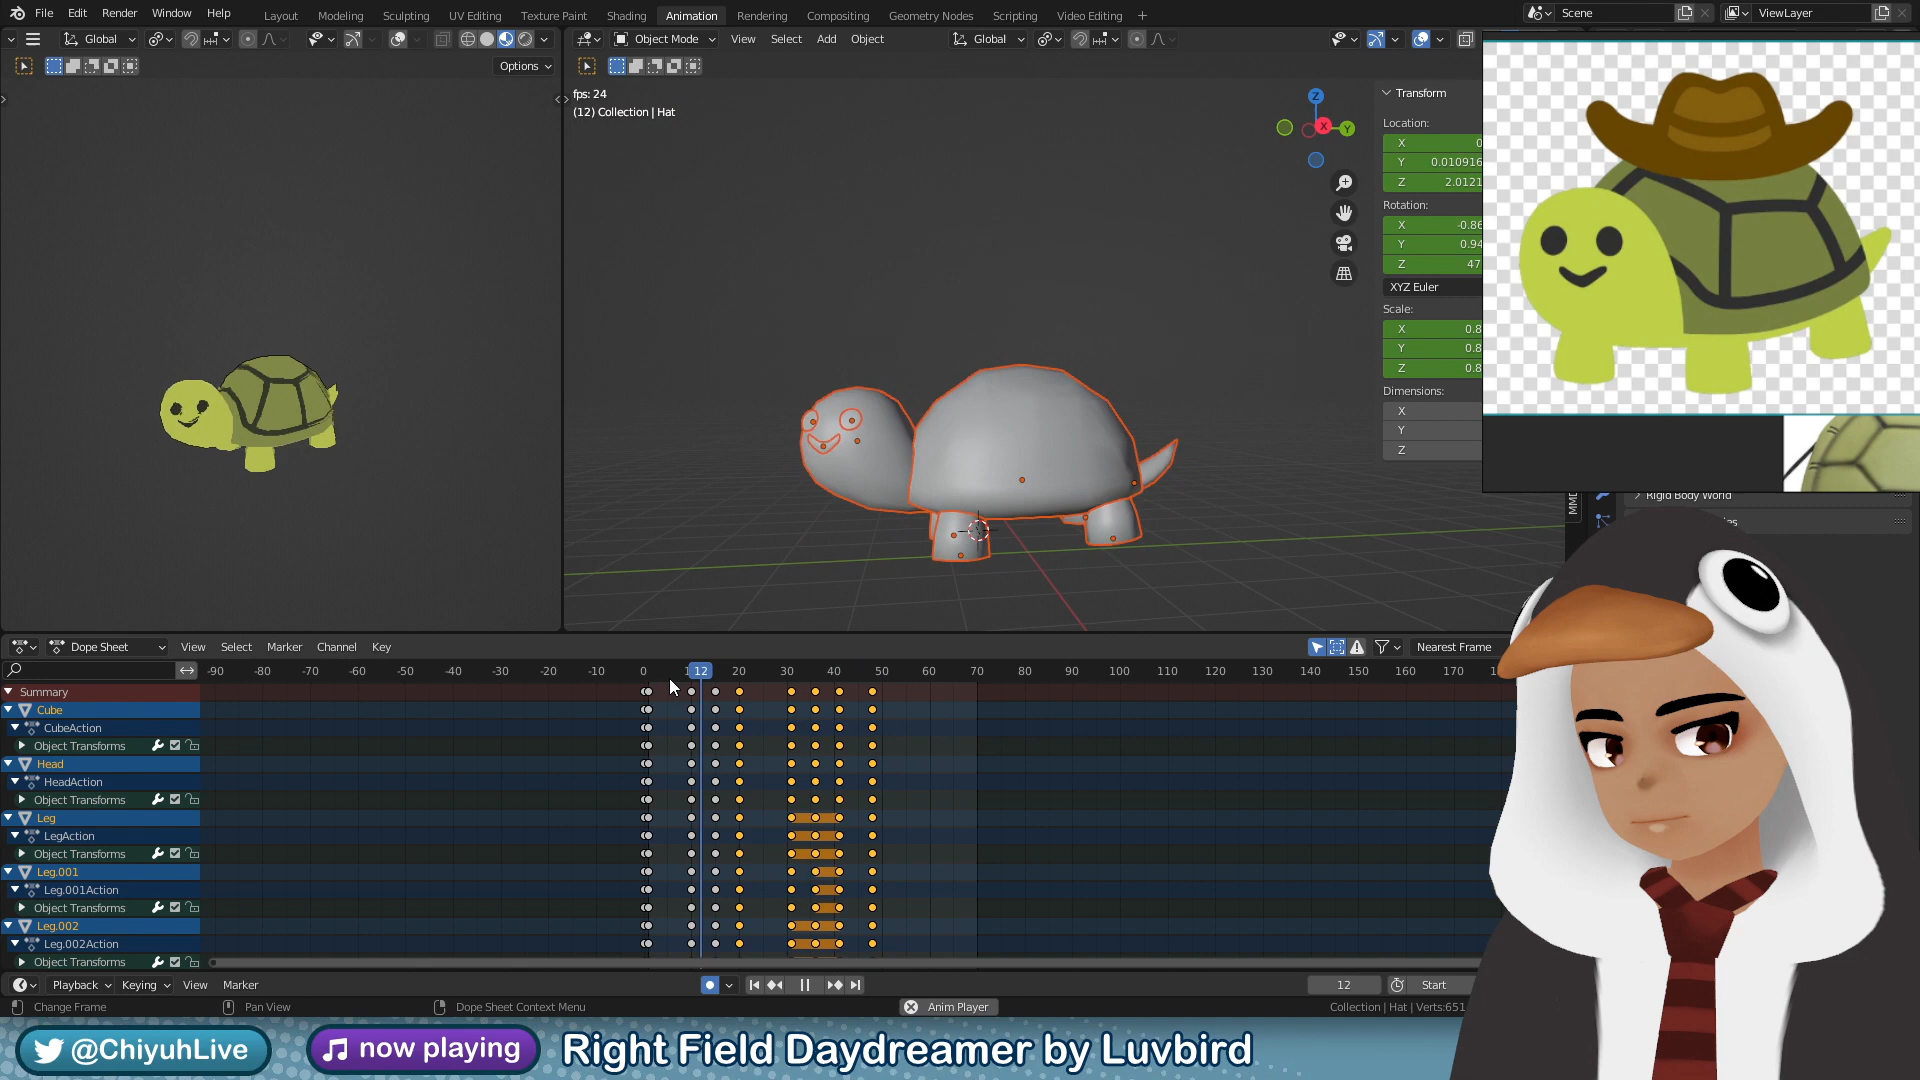 File Edit Render Window Help
Layout Modeling Sculpting UV Editing Texture Paint Shading Animation Rendering Compositing Geometry Nodes Scripting Video Editing +
Scene
ViewLayer
Global
Object Mode View Select Add Object
Global
Options
fps: 24
(12) Collection | Hat
Z
X
Y
Transform
Location:
X 0
Y 0.010916
Z 2.0121
Rotation:
X -0.86
Y 0.94
Z 47
XYZ Euler
Scale:
X 0.8
Y 0.8
Z 0.8
Dimensions:
X
Y
Z
Rigid Body World
MMD
Dope Sheet View Select Marker Channel Key
Nearest Frame
-90 -80 -70 -60 -50 -40 -30 -20 -10 0 12 20 30 40 50 60 70 80 90 100 110 120 130 140 150 160 170
Summary
Cube
CubeAction
Object Transforms
Head
HeadAction
Object Transforms
Leg
LegAction
Object Transforms
Leg.001
Leg.001Action
Object Transforms
Leg.002
Leg.002Action
Object Transforms
Playback Keying View Marker
12 Start
Change Frame Pan View Dope Sheet Context Menu
Anim Player
Collection | Hat | Verts:651
@ChiyuhLive
now playing
Right Field Daydreamer by Luvbird